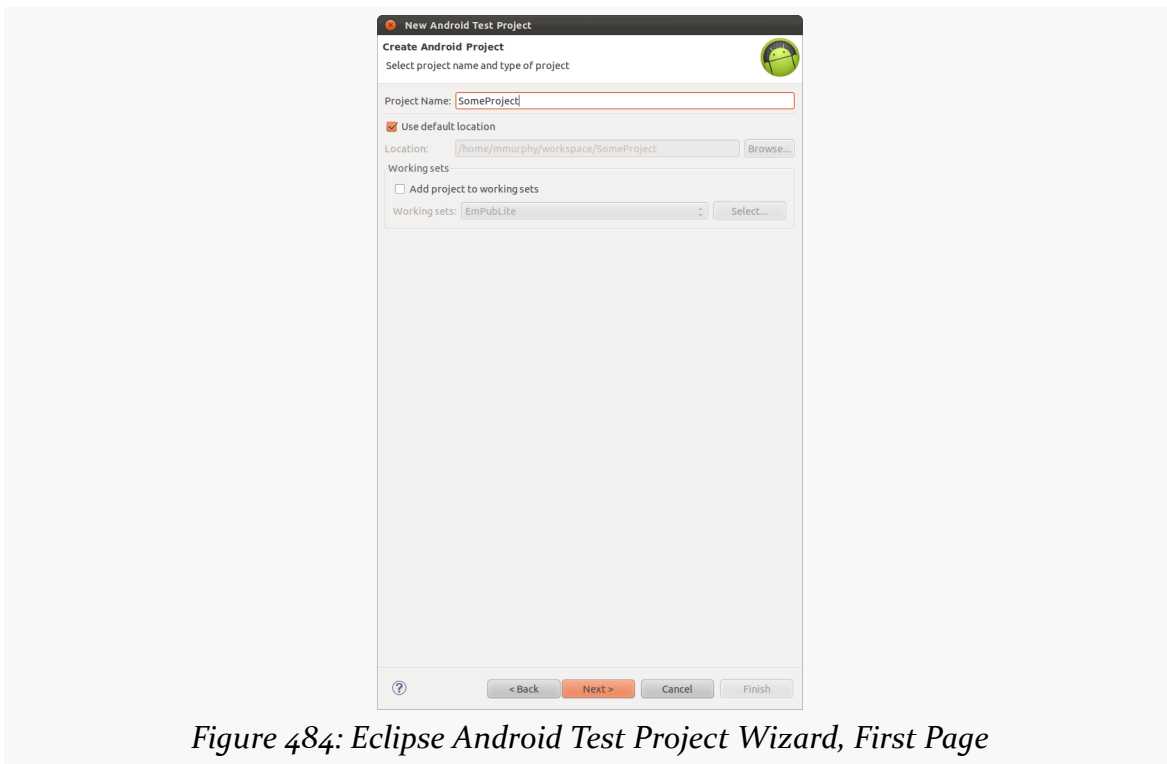 New Android Test Project
Create Android Project
Select project name and type of project
Project Name: SomeProject
Use default location
Location: /home/mmurphy/workspace/SomeProject Browse...
Working sets
Add project to working sets
Working sets: EmPubLite Select...
? < Back Next > Cancel Finish
Figure 484: Eclipse Android Test Project Wizard, First Page